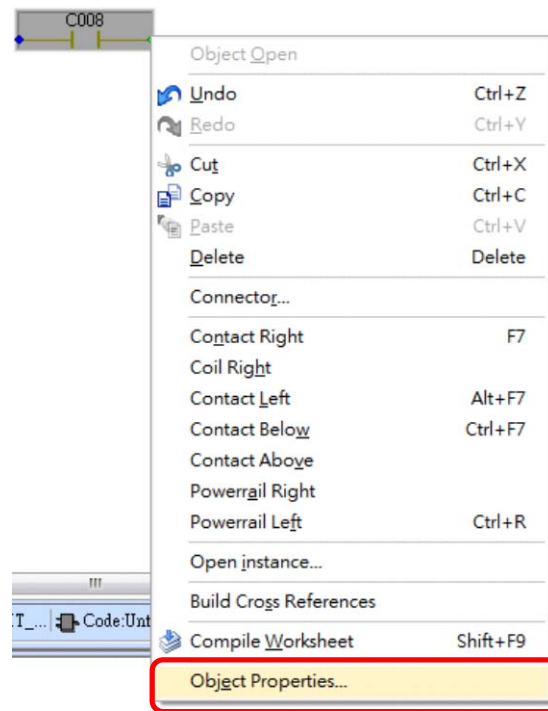 C008
Object Open
Undo Ctrl+Z
Redo Ctrl+Y
Cut Ctrl+X
Copy Ctrl+C
Paste Ctrl+V
Delete Delete
Connector...
Contact Right F7
Coil Right
Contact Left Alt+F7
Contact Below Ctrl+F7
Contact Above
Powerrail Right
Powerrail Left Ctrl+R
Open instance...
Build Cross References
T_... Code:Unt
Compile Worksheet Shift+F9
Object Properties...